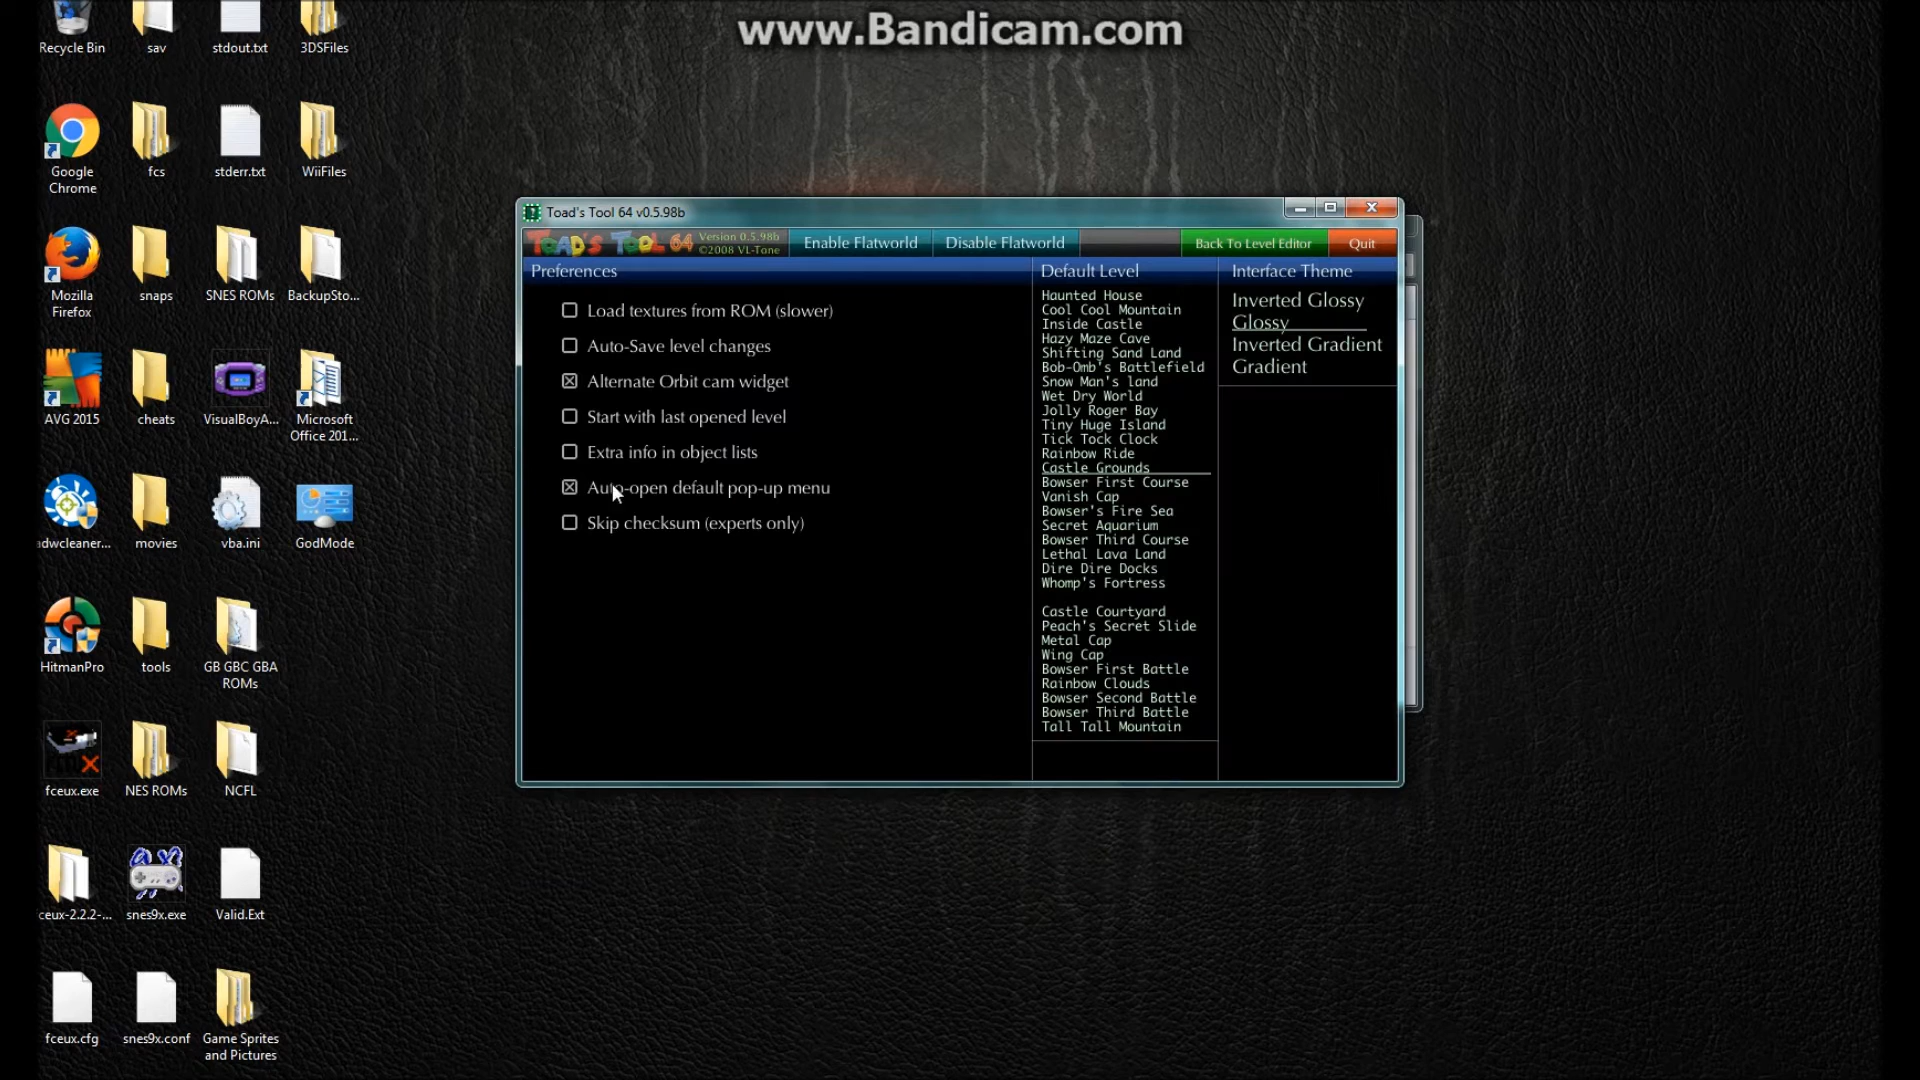 www.Bandicam.com
Recycle Bin
sav
stdout.txt
3DSFiles
Google
Chrome
fcs
stderr.txt
WiiFiles
Mozilla
Firefox
snaps
SNES ROMs
BackupSto...
AVG 2015
cheats
VisualBoyA...
Microsoft
Office 201...
adwcleaner...
movies
vba.ini
GodMode
HitmanPro
tools
GB GBC GBA
ROMs
fceux.exe
NES ROMs
NCFL
ceux-2.2.2-...
snes9x.exe
Valid.Ext
fceux.cfg
snes9x.conf
Game Sprites
and Pictures
Toad's Tool 64 v0.5.98b
TOAD'S TOOL 64
Version 0.5.98b
©2008 VL-Tone
Enable Flatworld
Disable Flatworld
Back To Level Editor
Quit
Preferences
Load textures from ROM (slower)
Auto-Save level changes
Alternate Orbit cam widget
Start with last opened level
Extra info in object lists
Auto-open default pop-up menu
Skip checksum (experts only)
Default Level
Haunted House
Cool Cool Mountain
Inside Castle
Hazy Maze Cave
Shifting Sand Land
Bob-Omb's Battlefield
Snow Man's land
Wet Dry World
Jolly Roger Bay
Tiny Huge Island
Tick Tock Clock
Rainbow Ride
Castle Grounds
Bowser First Course
Vanish Cap
Bowser's Fire Sea
Secret Aquarium
Bowser Third Course
Lethal Lava Land
Dire Dire Docks
Whomp's Fortress
Castle Courtyard
Peach's Secret Slide
Metal Cap
Wing Cap
Bowser First Battle
Rainbow Clouds
Bowser Second Battle
Bowser Third Battle
Tall Tall Mountain
Interface Theme
Inverted Glossy
Glossy
Inverted Gradient
Gradient